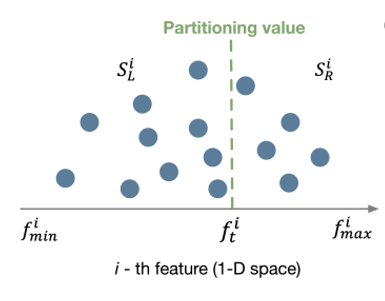 Partitioning value
S_L^i S_R^i
f_min^i f_t^i f_max^i
i - th feature (1-D space)